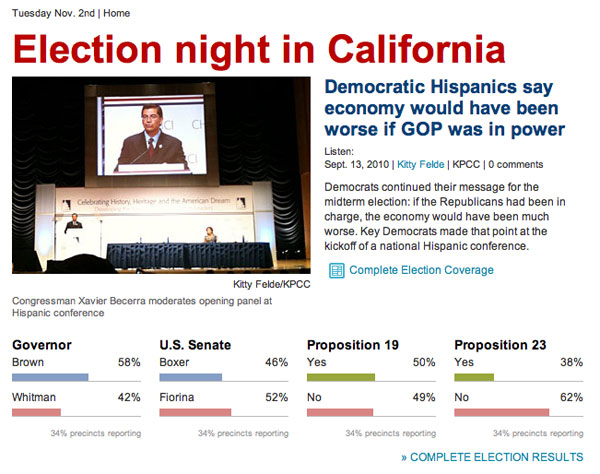 Tuesday Nov. 2nd | Home
Election night in California
Celebrating History, Heritage and the American Dream
Kitty Felde/KPCC
Congressman Xavier Becerra moderates opening panel at
Hispanic conference
Democratic Hispanics say
economy would have been
worse if GOP was in power
Listen:
Sept. 13, 2010 | Kitty Felde | KPCC | 0 comments
Democrats continued their message for the
midterm election: if the Republicans had been in
charge, the economy would have been much
worse. Key Democrats made that point at the
kickoff of a national Hispanic conference.
Complete Election Coverage
Governor
Brown 58%
Whitman 42%
34% precincts reporting
U.S. Senate
Boxer 46%
Fiorina 52%
34% precincts reporting
Proposition 19
Yes 50%
No 49%
34% precincts reporting
Proposition 23
Yes 38%
No 62%
34% precincts reporting
» COMPLETE ELECTION RESULTS